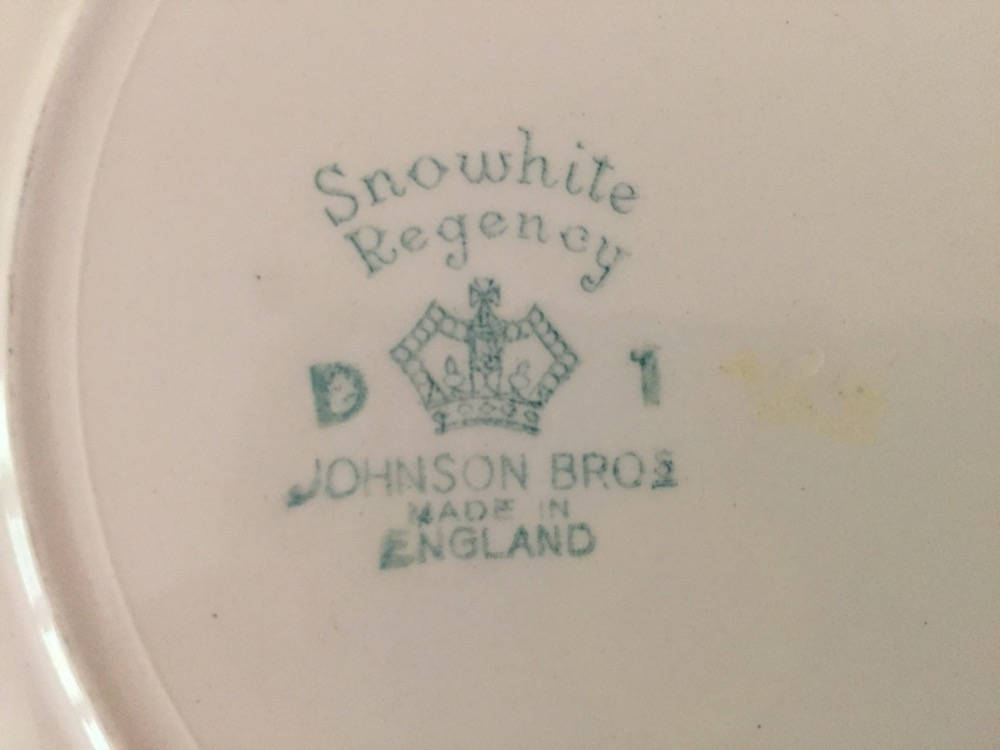 Snowhite
Regency
D 1
JOHNSON BROS
MADE IN
ENGLAND